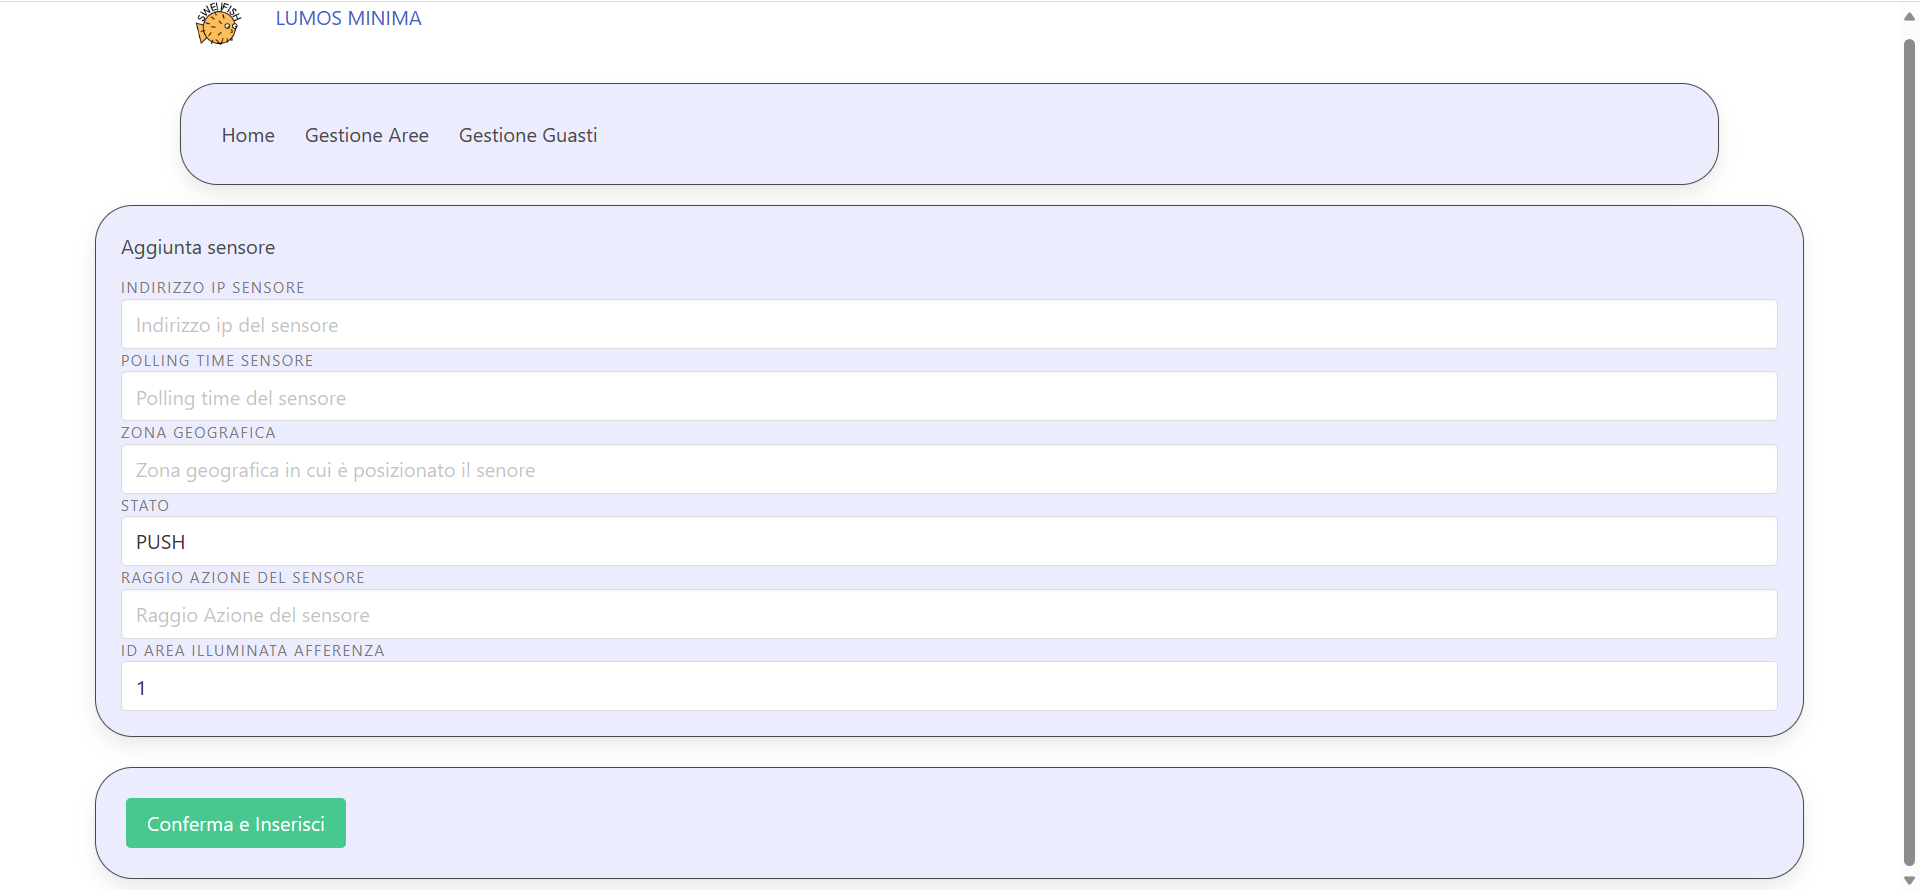 SWEllFISH
LUMOS MINIMA
Home Gestione Aree Gestione Guasti
Aggiunta sensore
INDIRIZZO IP SENSORE
Indirizzo ip del sensore
POLLING TIME SENSORE
Polling time del sensore
ZONA GEOGRAFICA
Zona geografica in cui è posizionato il senore
STATO
PUSH
RAGGIO AZIONE DEL SENSORE
Raggio Azione del sensore
ID AREA ILLUMINATA AFFERENZA
1
Conferma e Inserisci